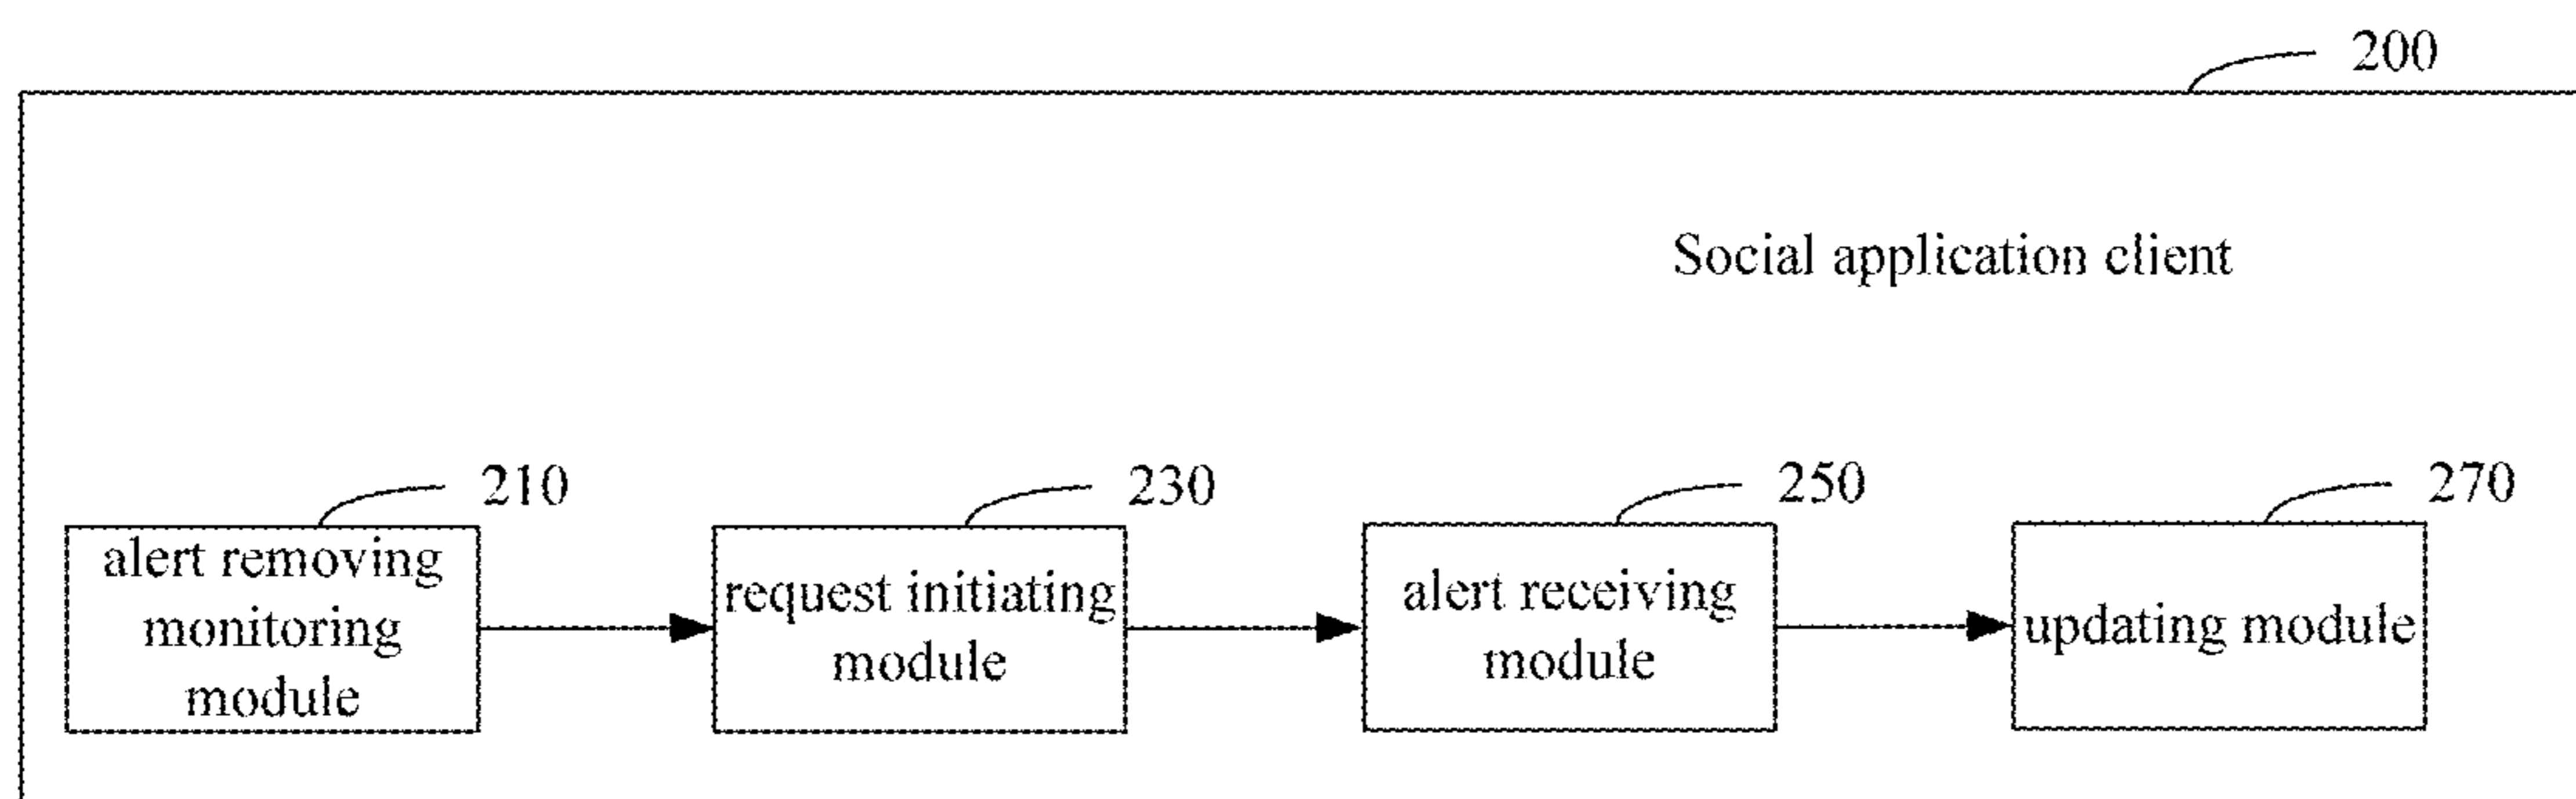 200
Social application client
210
230
250
270
alert removing
monitoring
module
request initiating
module
alert receiving
module
updating module